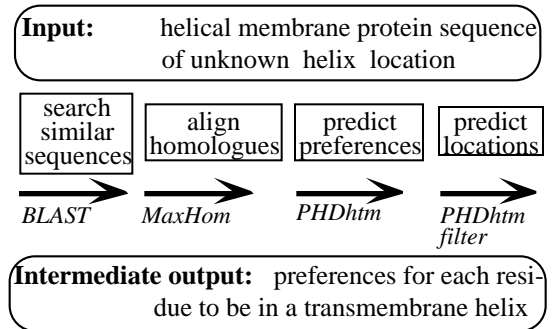 Input: helical membrane protein sequence
of unknown helix location
search
similar
sequences
align
homologues
predict
preferences
predict
locations
BLAST
MaxHom
PHDhtm
PHDhtm
filter
Intermediate output: preferences for each resi-
due to be in a transmembrane helix